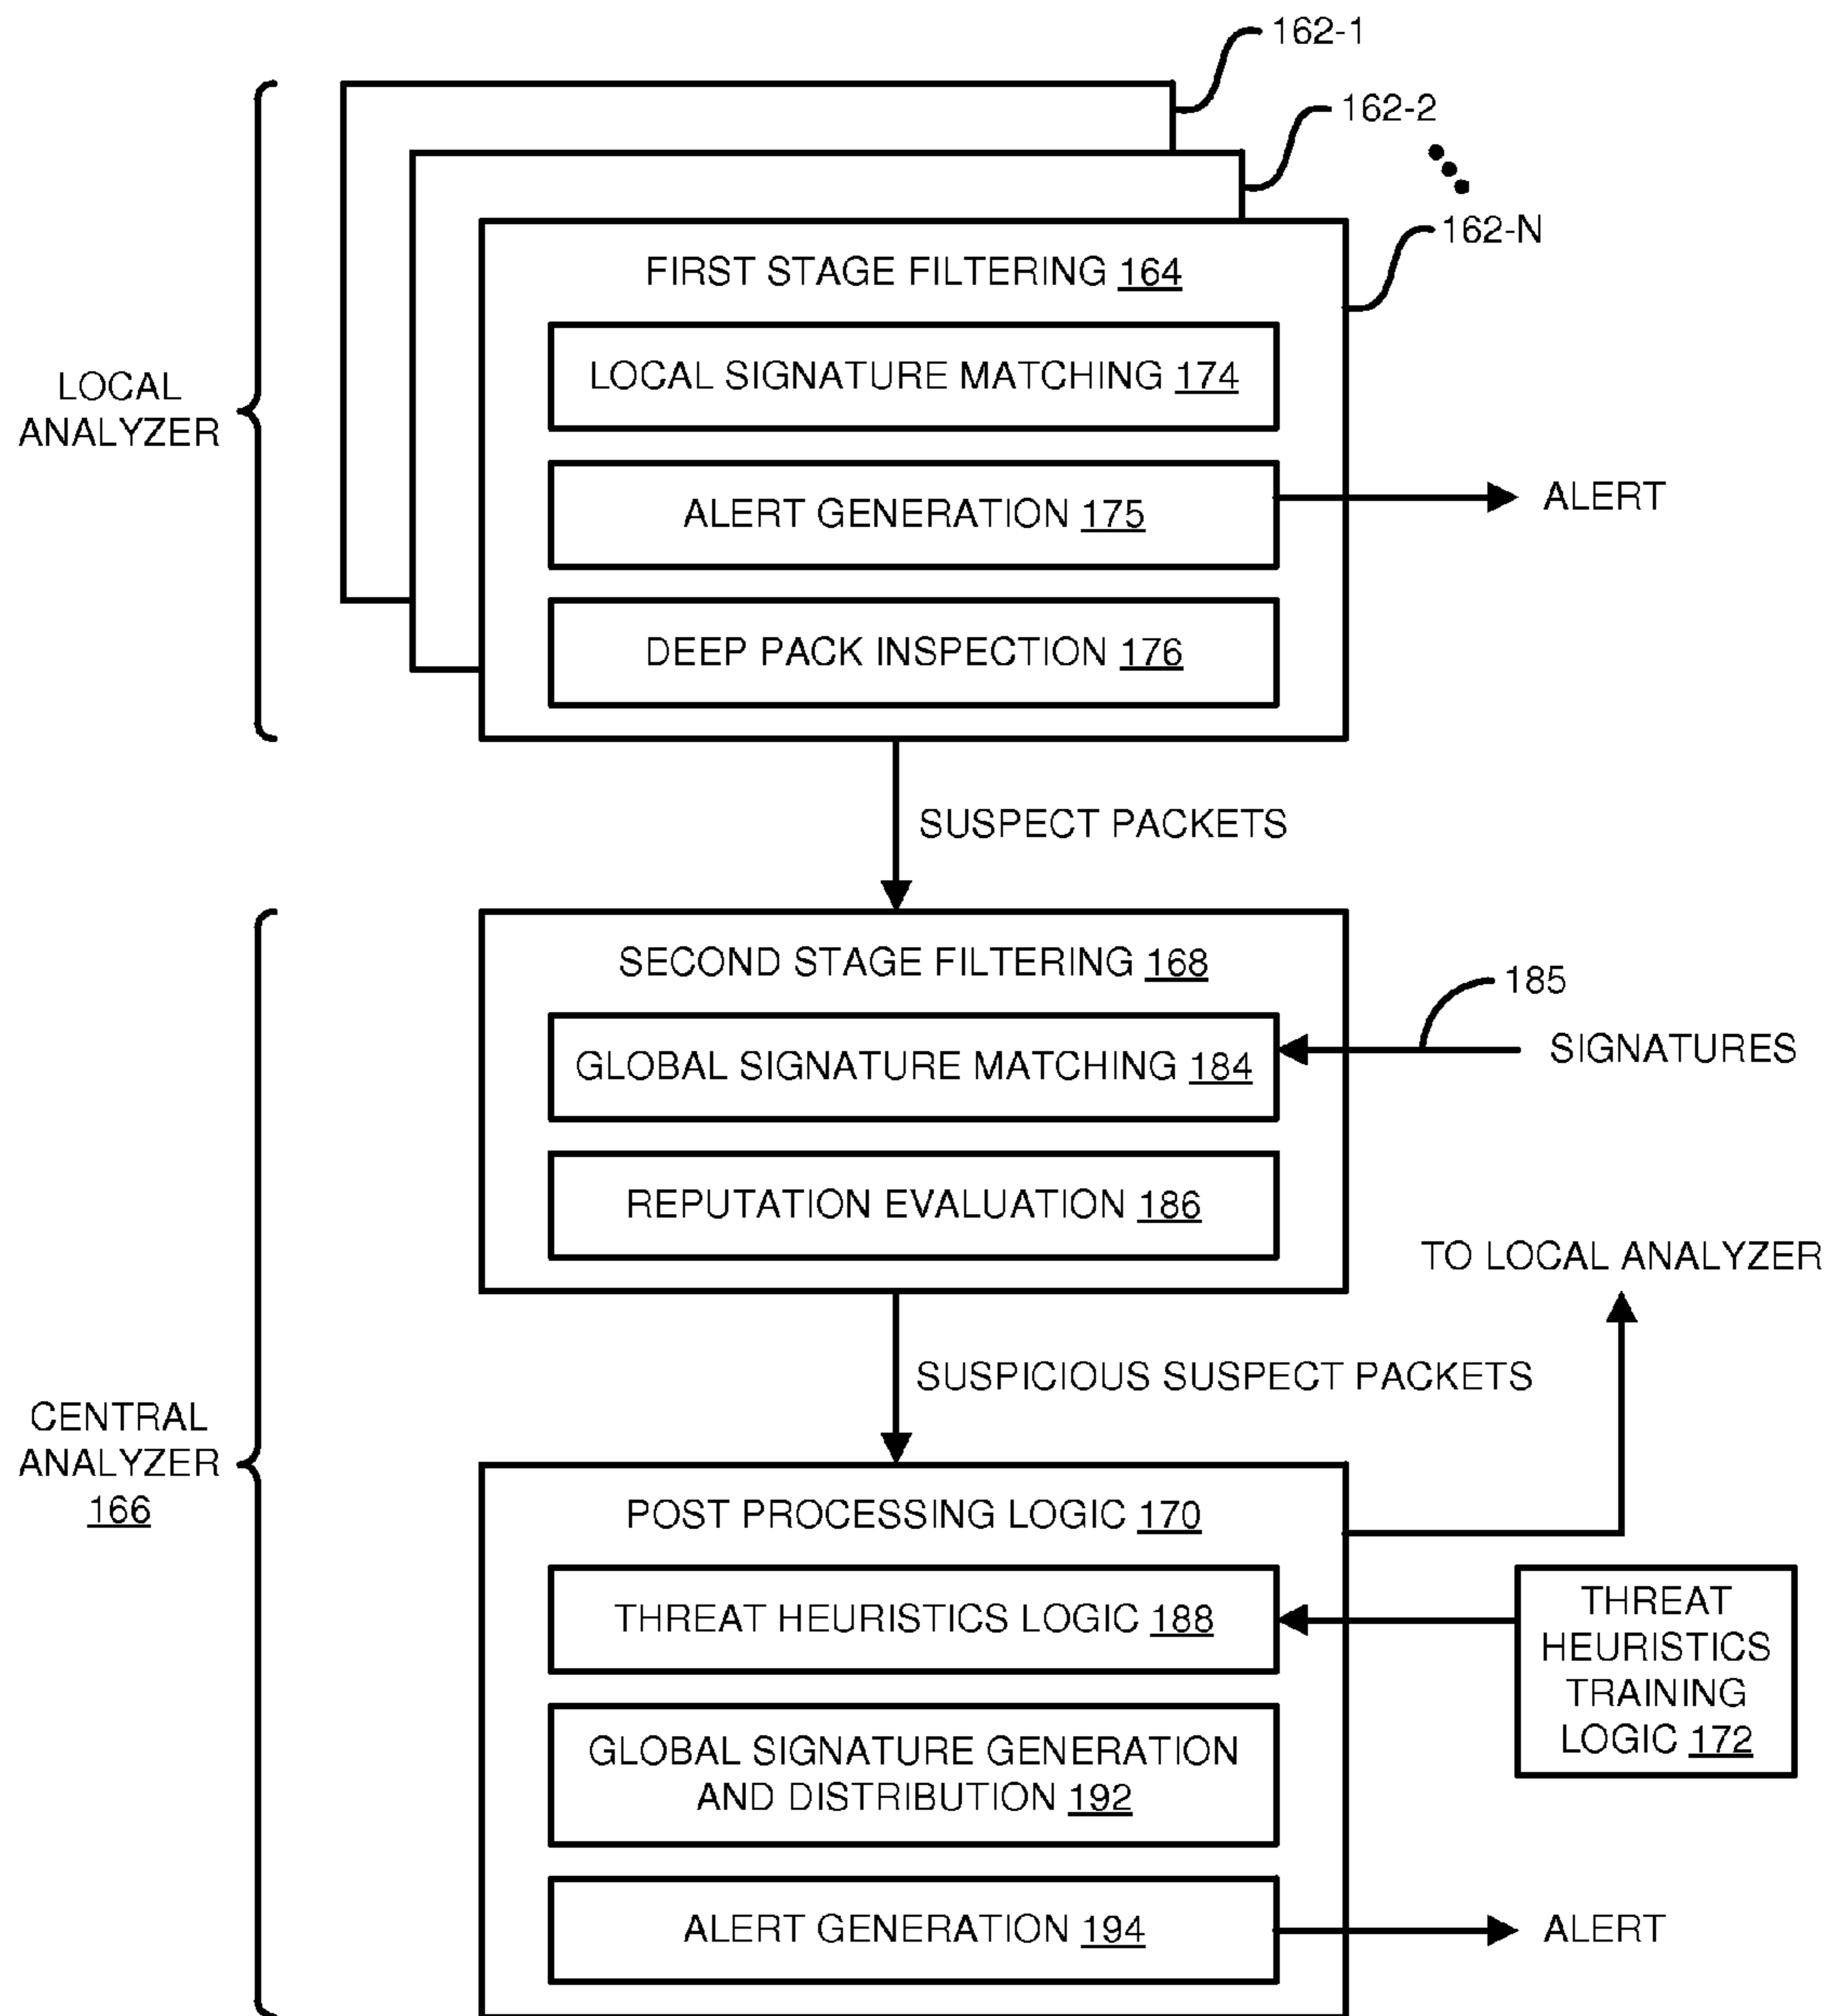 162-1
162-2
162-N
FIRST STAGE FILTERING 164
LOCAL SIGNATURE MATCHING 174
LOCAL
ANALYZER
ALERT GENERATION 175
ALERT
DEEP PACK INSPECTION 176
SUSPECT PACKETS
SECOND STAGE FILTERING 168
185
GLOBAL SIGNATURE MATCHING 184
SIGNATURES
REPUTATION EVALUATION 186
TO LOCAL ANALYZER
SUSPICIOUS SUSPECT PACKETS
CENTRAL
ANALYZER
166
POST PROCESSING LOGIC 170
THREAT HEURISTICS LOGIC 188
THREAT
HEURISTICS
TRAINING
LOGIC 172
GLOBAL SIGNATURE GENERATION
AND DISTRIBUTION 192
ALERT GENERATION 194
ALERT